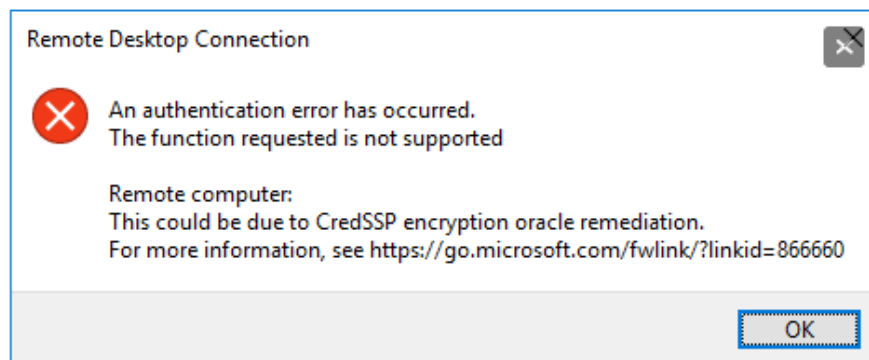 Remote Desktop Connection
An authentication error has occurred.
The function requested is not supported
Remote computer:
This could be due to CredSSP encryption oracle remediation.
For more information, see https://go.microsoft.com/fwlink/?linkid=866660
OK